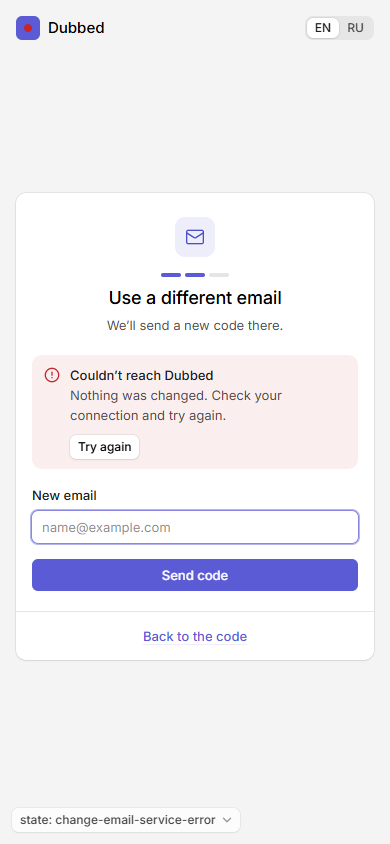 Dubbed
EN RU
Use a different email
We’ll send a new code there.
Couldn’t reach Dubbed
Nothing was changed. Check your
connection and try again.
Try again
New email
name@example.com
Send code
Back to the code
state: change-email-service-error